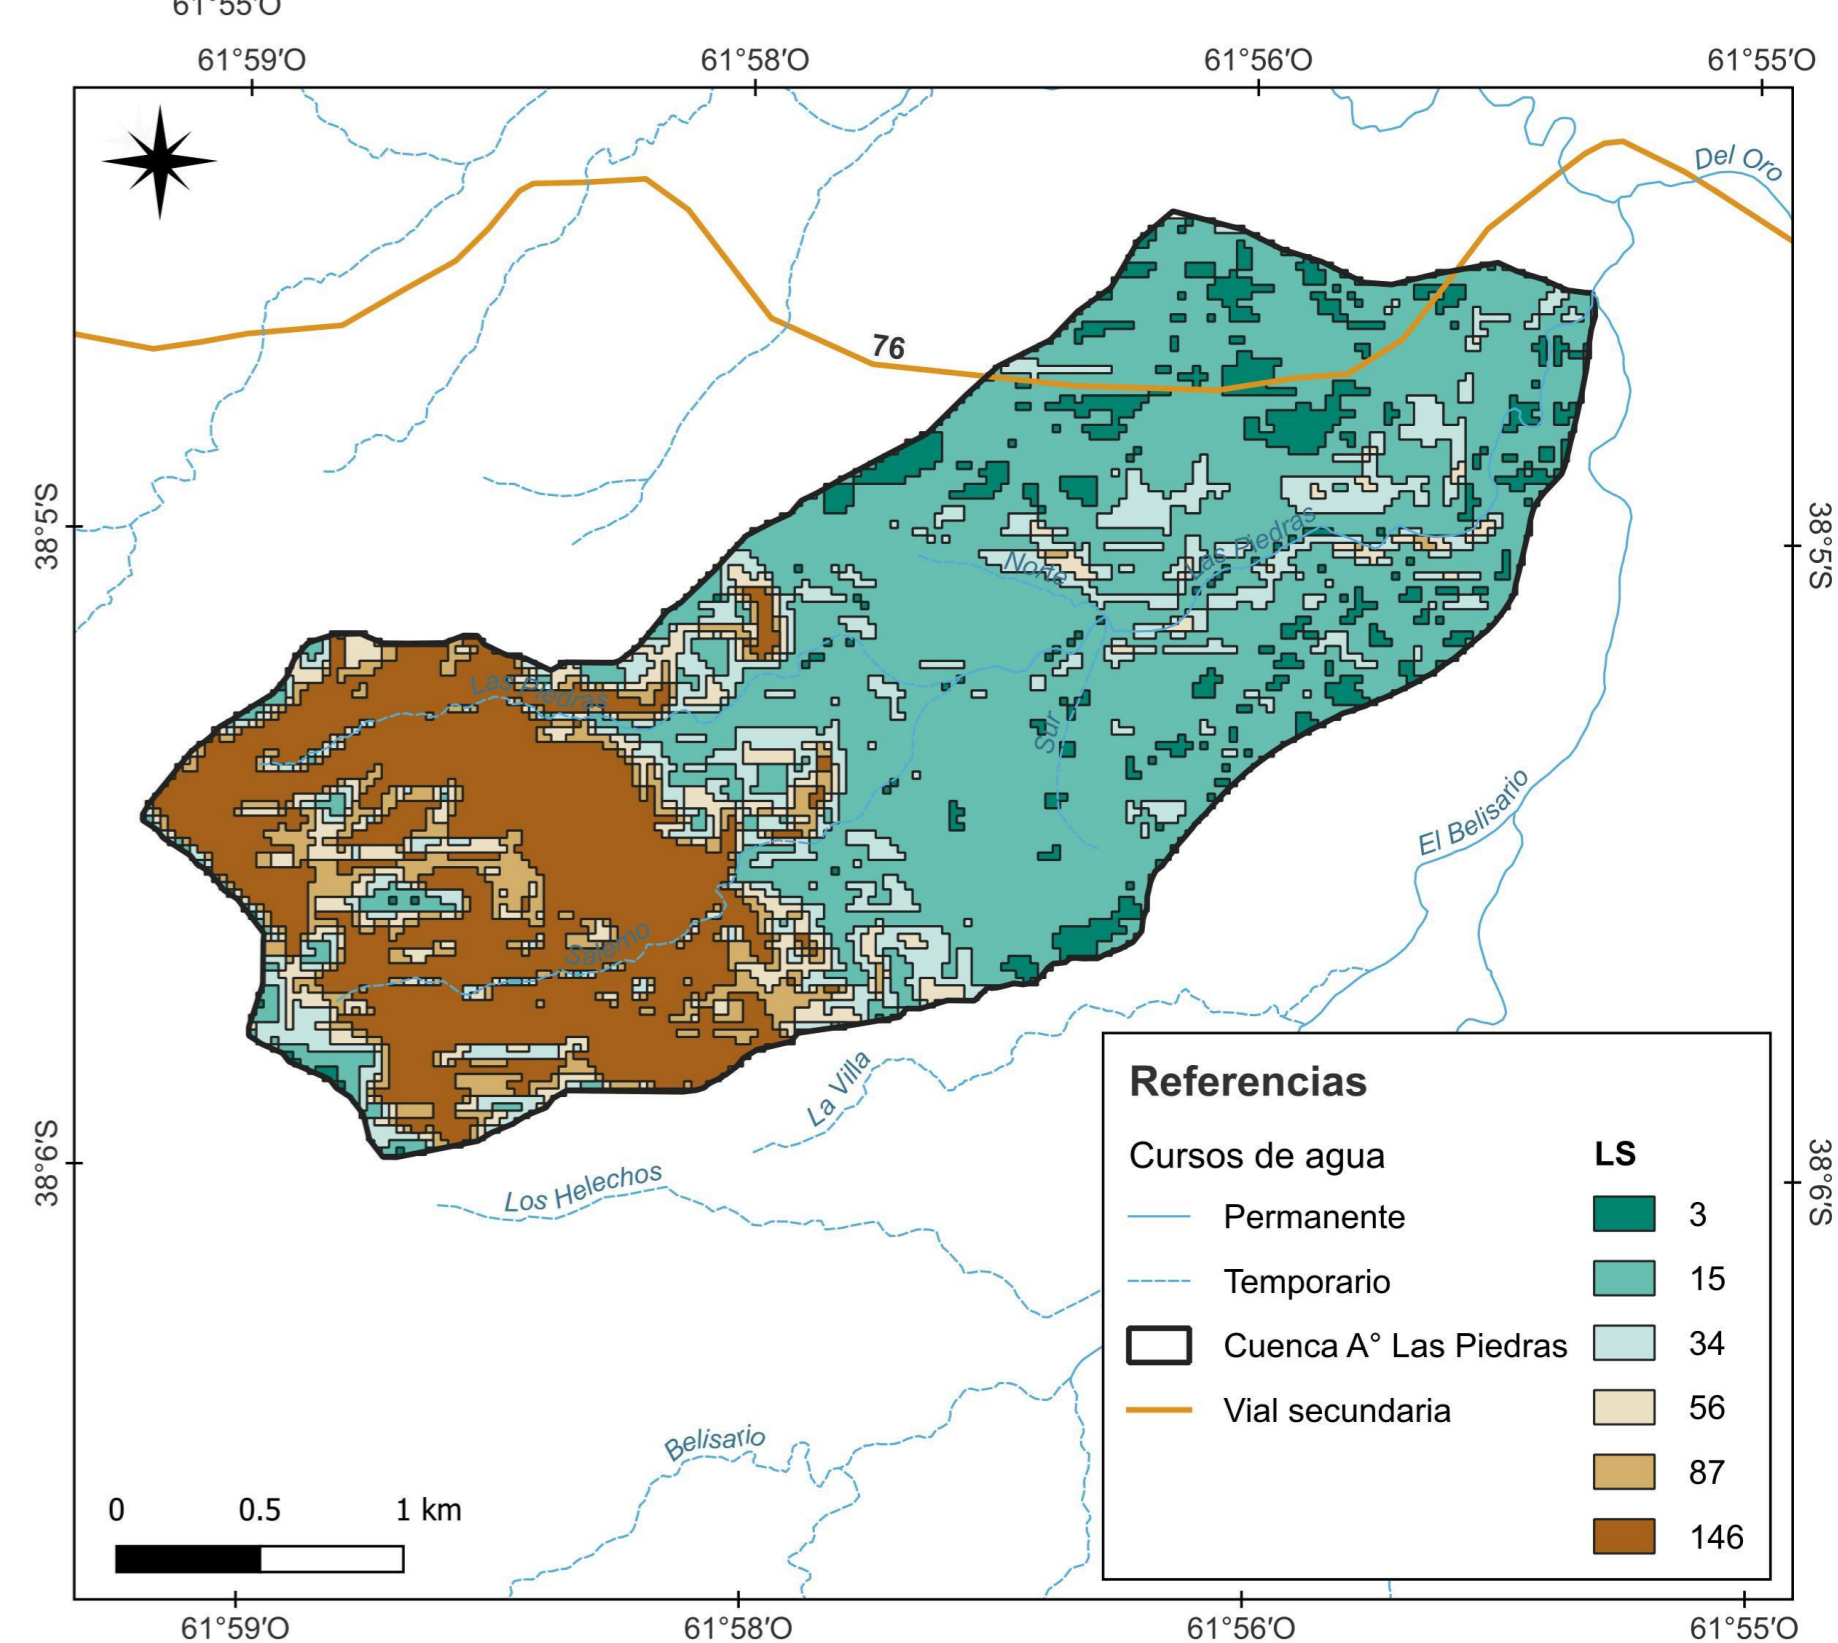 61°55'O
61°59'O 61°58'O 61°56'O 61°55'O
Del Oro
76
38°5'S
38°5'S
Las Piedras
Norte
Las Piedras
Sur
El Belisario
Salerno
La Villa
Los Helechos
38°6'S
38°6'S
Belisario
Referencias
Cursos de agua
Permanente
Temporario
Cuenca A° Las Piedras
Vial secundaria
LS
3
15
34
56
87
146
0 0.5 1 km
61°59'O 61°58'O 61°56'O 61°55'O